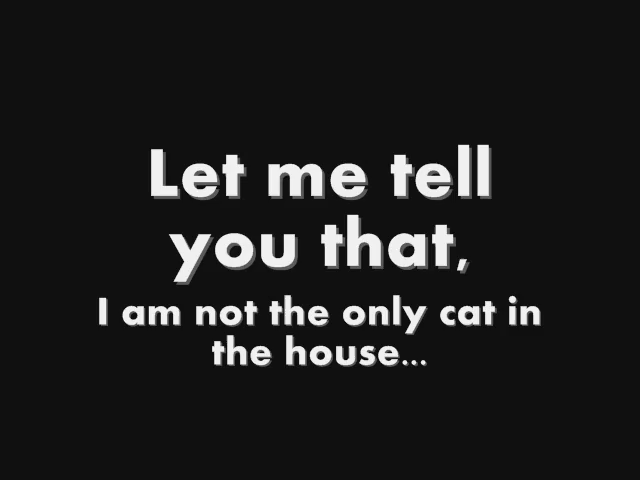 Let me tell
you that,
I am not the only cat in
the house...